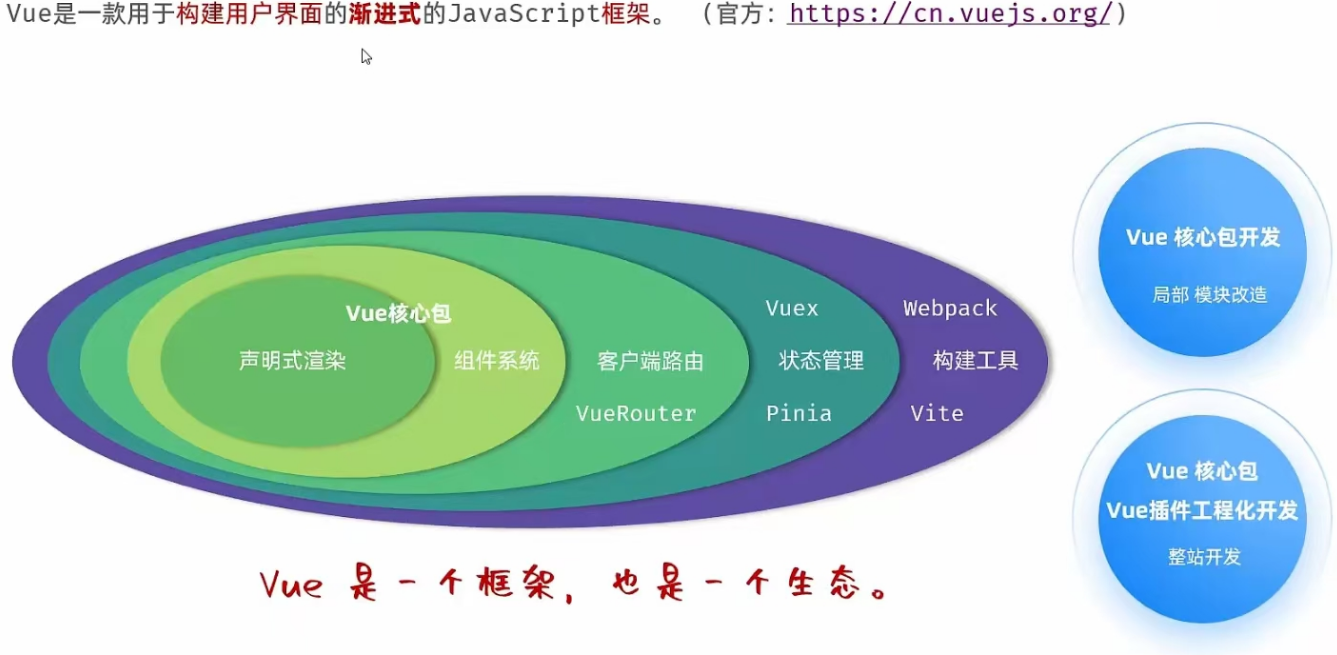 Vue是一款用于构建用户界面的渐进式的JavaScript框架。 （官方：https://cn.vuejs.org/）
Vue核心包
声明式渲染
组件系统
客户端路由
VueRouter
Vuex
状态管理
Pinia
Webpack
构建工具
Vite
Vue 核心包开发
局部 模块改造
Vue 核心包
Vue插件工程化开发
整站开发
Vue 是一个框架，也是一个生态。